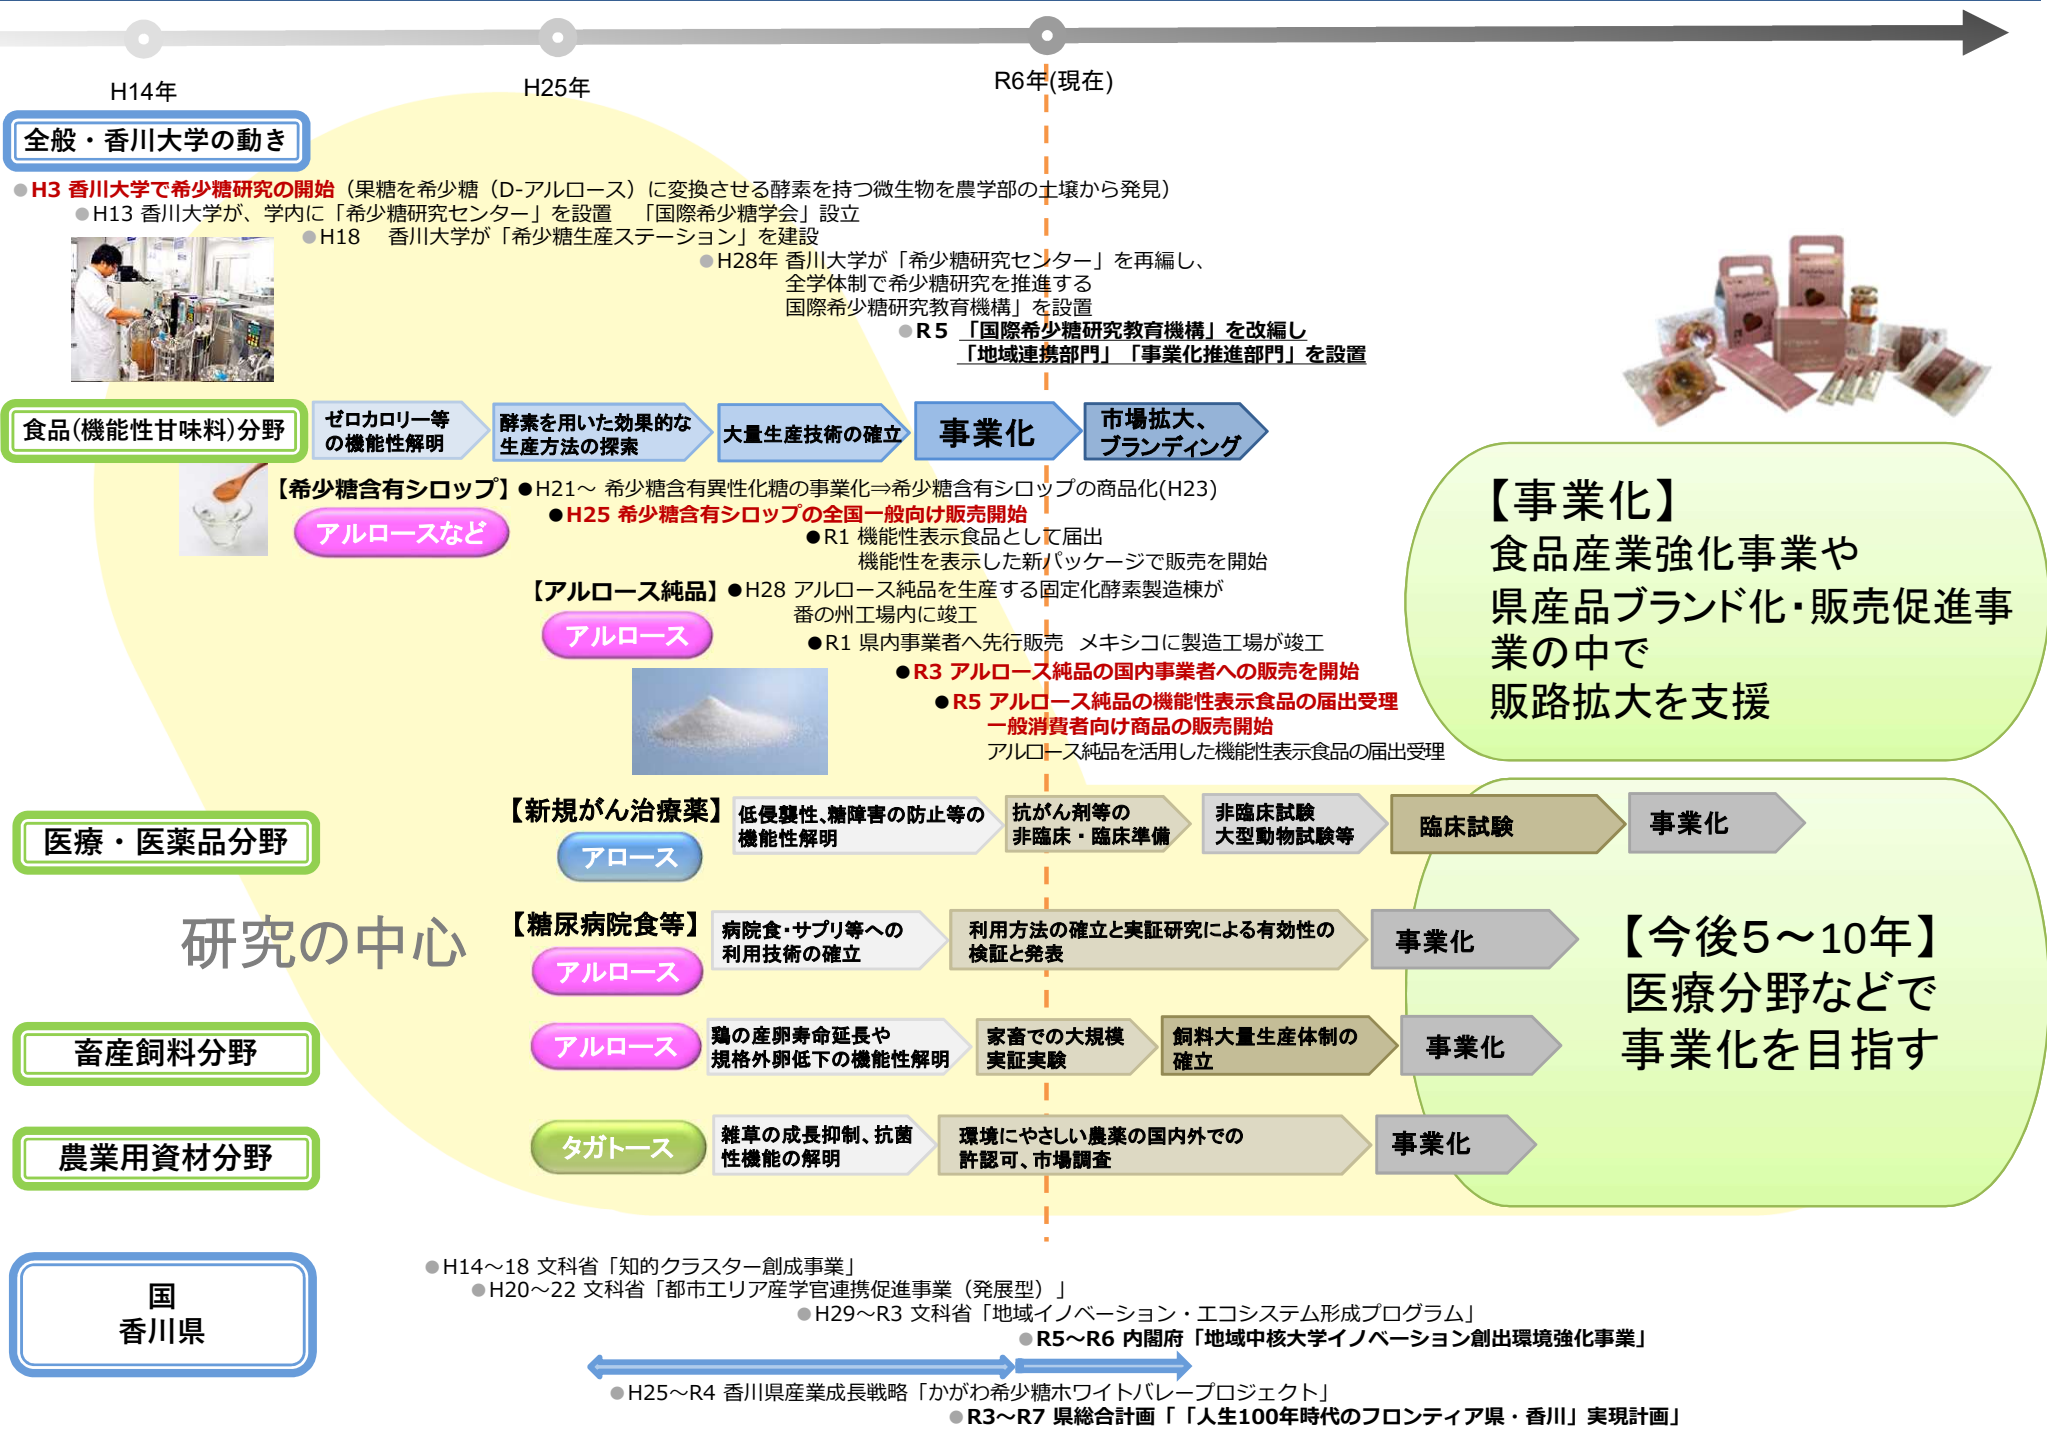 H14年
H25年
R6年(現在)
全般・香川大学の動き
●H3 香川大学で希少糖研究の開始（果糖を希少糖（D-アルロース）に変換させる酵素を持つ微生物を農学部の土壌から発見）
●H13 香川大学が、学内に「希少糖研究センター」を設置　「国際希少糖学会」設立
●H18　香川大学が「希少糖生産ステーション」を建設
●H28年 香川大学が「希少糖研究センター」を再編し、
全学体制で希少糖研究を推進する
国際希少糖研究教育機構」を設置
●R５ 「国際希少糖研究教育機構」を改編し
「地域連携部門」「事業化推進部門」を設置
食品(機能性甘味料)分野
ゼロカロリー等
の機能性解明
酵素を用いた効果的な
生産方法の探索
大量生産技術の確立
事業化
市場拡大、
ブランディング
【希少糖含有シロップ】●H21～ 希少糖含有異性化糖の事業化⇒希少糖含有シロップの商品化(H23)
アルロースなど
●H25 希少糖含有シロップの全国一般向け販売開始
●R1 機能性表示食品として届出
機能性を表示した新パッケージで販売を開始
【アルロース純品】●H28 アルロース純品を生産する固定化酵素製造棟が
番の州工場内に竣工
アルロース
●R1 県内事業者へ先行販売　メキシコに製造工場が竣工
●R3 アルロース純品の国内事業者への販売を開始
●R5 アルロース純品の機能性表示食品の届出受理
一般消費者向け商品の販売開始
アルロース純品を活用した機能性表示食品の届出受理
【事業化】
食品産業強化事業や
県産品ブランド化・販売促進事
業の中で
販路拡大を支援
医療・医薬品分野
【新規がん治療薬】
アロース
低侵襲性、糖障害の防止等の
機能性解明
抗がん剤等の
非臨床・臨床準備
非臨床試験
大型動物試験等
臨床試験
事業化
研究の中心
【糖尿病院食等】
アルロース
病院食・サプリ等への
利用技術の確立
利用方法の確立と実証研究による有効性の
検証と発表
事業化
【今後５～10年】
医療分野などで
事業化を目指す
畜産飼料分野
アルロース
鶏の産卵寿命延長や
規格外卵低下の機能性解明
家畜での大規模
実証実験
飼料大量生産体制の
確立
事業化
農業用資材分野
タガトース
雑草の成長抑制、抗菌
性機能の解明
環境にやさしい農薬の国内外での
許認可、市場調査
事業化
国
香川県
●H14～18 文科省「知的クラスター創成事業」
●H20～22 文科省「都市エリア産学官連携促進事業（発展型）」
●H29～R3 文科省「地域イノベーション・エコシステム形成プログラム」
●R5～R6 内閣府「地域中核大学イノベーション創出環境強化事業」
●H25～R4 香川県産業成長戦略「かがわ希少糖ホワイトバレープロジェクト」
●R3～R7 県総合計画「「人生100年時代のフロンティア県・香川」実現計画」